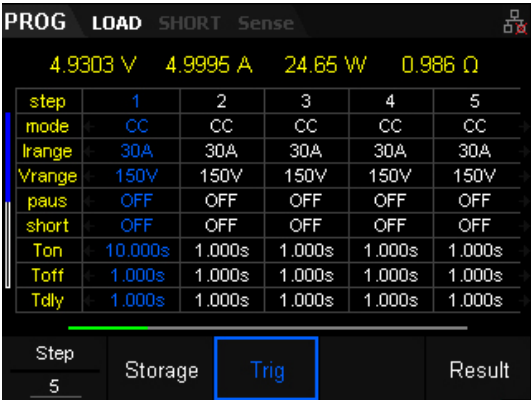 PROG LOAD SHORT Sense
4.9303 V 4.9995 A 24.65 W 0.986 Ω
step 1 2 3 4 5
mode CC CC CC CC CC
Irange 30A 30A 30A 30A 30A
Vrange 150V 150V 150V 150V 150V
paus OFF OFF OFF OFF OFF
short OFF OFF OFF OFF OFF
Ton 10.000s 1.000s 1.000s 1.000s 1.000s
Toff 1.000s 1.000s 1.000s 1.000s 1.000s
Tdly 1.000s 1.000s 1.000s 1.000s 1.000s
Step
5
Storage Trig Result